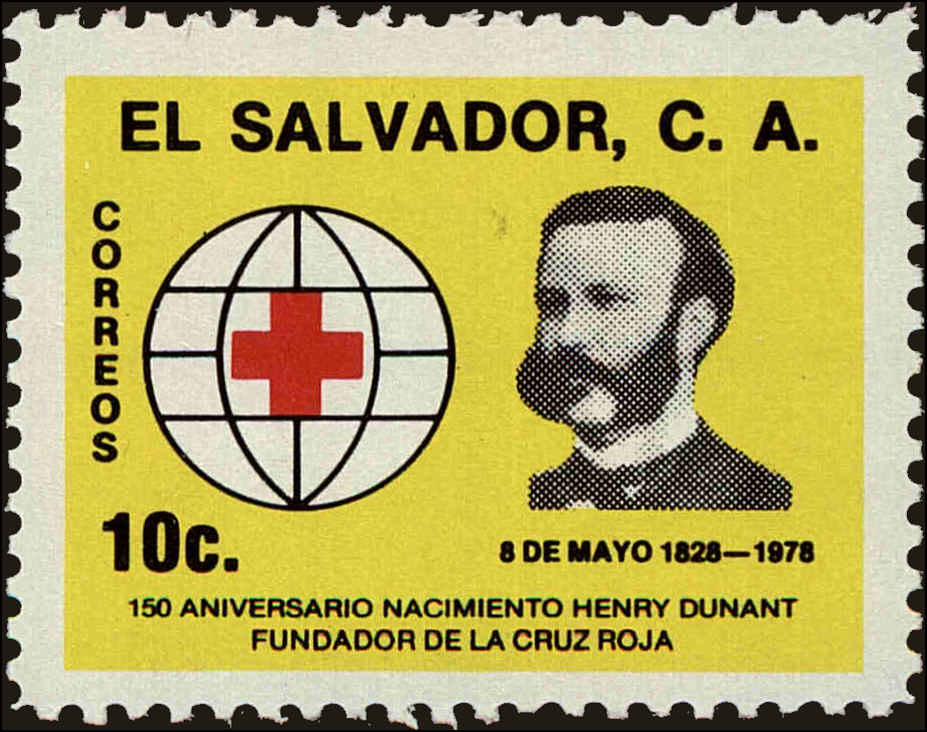 EL SALVADOR, C. A.
CORREOS
10c.
8 DE MAYO 1828—1978
150 ANIVERSARIO NACIMIENTO HENRY DUNANT
FUNDADOR DE LA CRUZ ROJA